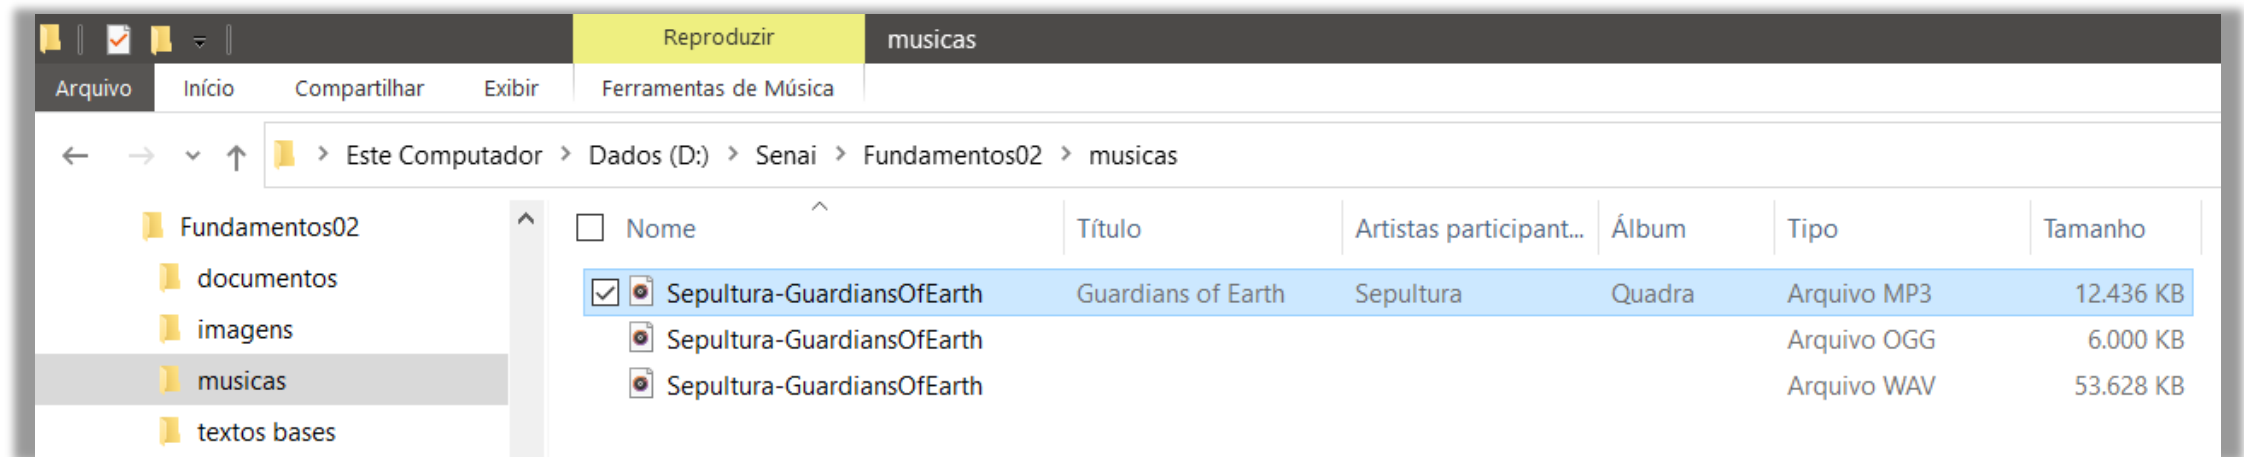 Reproduzir musicas
Arquivo Início Compartilhar Exibir Ferramentas de Música
Este Computador > Dados (D:) > Senai > Fundamentos02 > musicas
Fundamentos02
documentos
imagens
musicas
textos bases
Nome Título Artistas participant... Álbum Tipo Tamanho
Sepultura-GuardiansOfEarth Guardians of Earth Sepultura Quadra Arquivo MP3 12.436 KB
Sepultura-GuardiansOfEarth Arquivo OGG 6.000 KB
Sepultura-GuardiansOfEarth Arquivo WAV 53.628 KB